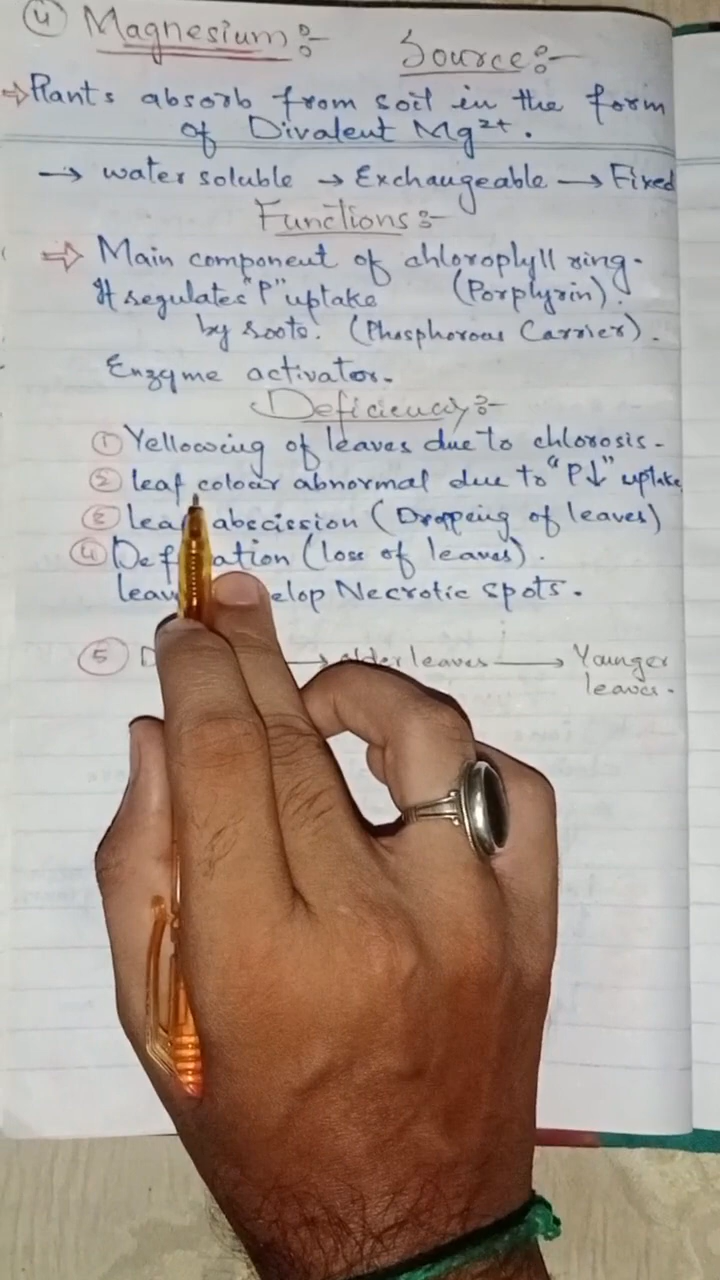 4 Magnesium:-
Source:-
⇒ Plants absorb from soil in the form
of Divalent Mg²⁺.
→ water soluble → Exchangeable → Fixed
Functions:-
⇒ Main component of chlorophyll ring.
It regulates "P" uptake (Porphyrin).
by roots. (Phosphorous Carrier).
Enzyme activator.
Deficiency:-
① Yellowing of leaves due to chlorosis.
② leaf colour abnormal due to "P↓" uptake
③ leaf abscission (Droping of leaves)
④ Def ation (loss of leaves).
leav elop Necrotic spots.
⑤ D → older leaves → Younger
leaves.